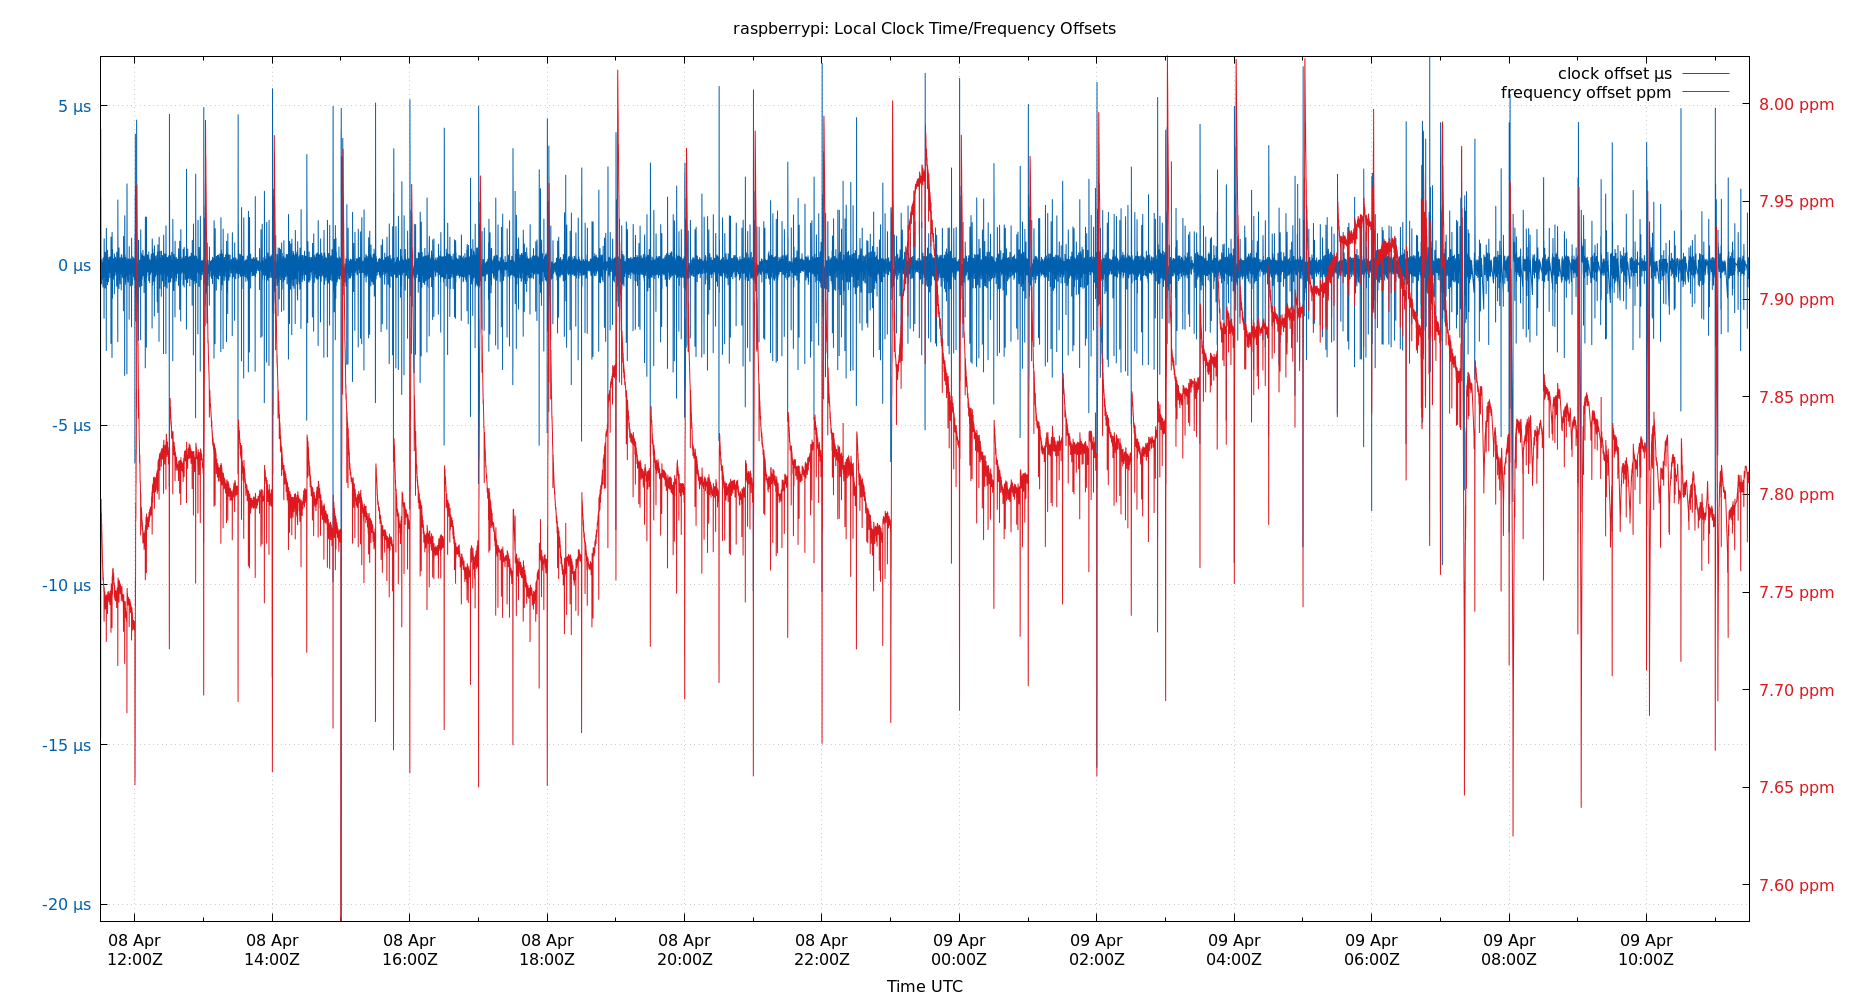 raspberrypi: Local Clock Time/Frequency Offsets
clock offset µs
frequency offset ppm
5 µs
0 µs
-5 µs
-10 µs
-15 µs
-20 µs
8.00 ppm
7.95 ppm
7.90 ppm
7.85 ppm
7.80 ppm
7.75 ppm
7.70 ppm
7.65 ppm
7.60 ppm
08 Apr 08 Apr 08 Apr 08 Apr 08 Apr 08 Apr 09 Apr 09 Apr 09 Apr 09 Apr 09 Apr 09 Apr
12:00Z 14:00Z 16:00Z 18:00Z 20:00Z 22:00Z 00:00Z 02:00Z 04:00Z 06:00Z 08:00Z 10:00Z
Time UTC